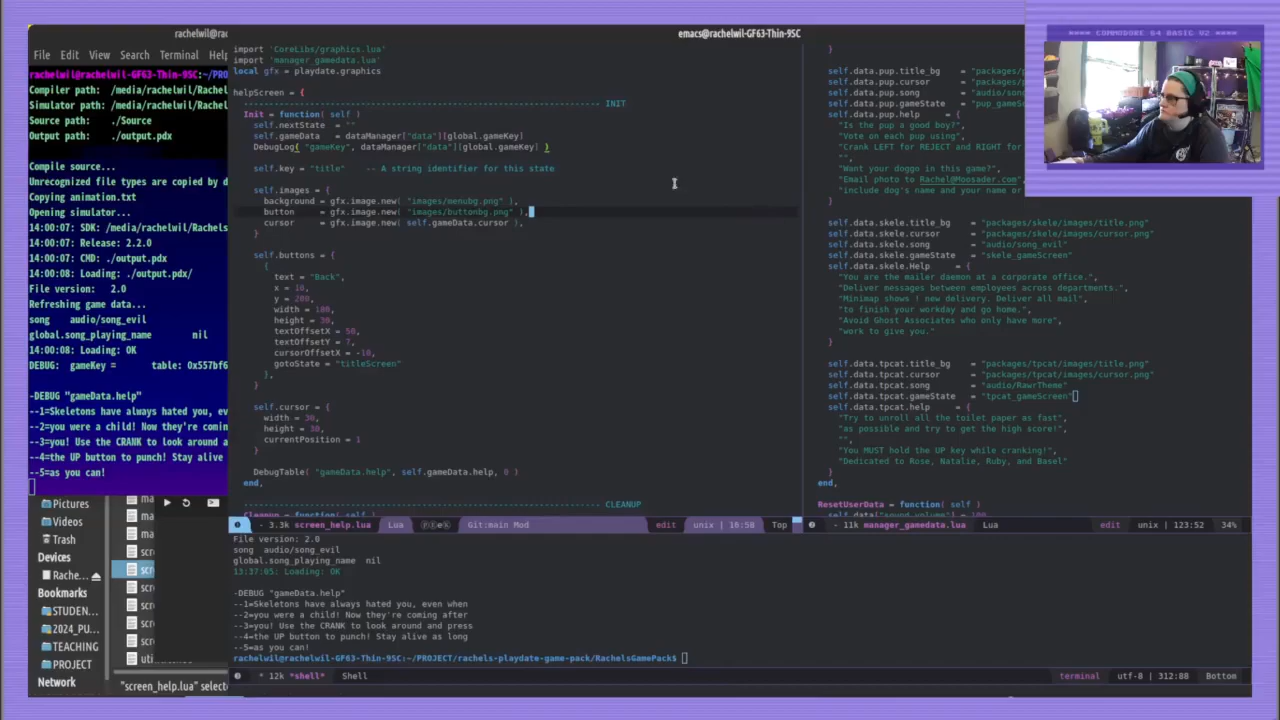 rachelwil@ra
File Edit View Search Terminal Help
rachelwil@rachelwil-GF63-Thin-9SC:~/PRO
Compiler path: /media/rachelwil/Rachel
Simulator path: /media/rachelwil/Rachel
Source path: ./Source
Output path: ./output.pdx
Compile source...
Unrecognized file types are copied by d
Copying animation.txt
Opening simulator...
14:00:07: SDK: /media/rachelwil/Rachels
14:00:07: Release: 2.2.0
14:00:07: CMD: ./output.pdx
14:00:08: Loading: ./output.pdx/
File version: 2.0
Refreshing game data...
song audio/song_evil
global.song_playing_name nil
14:00:08: Loading: OK
DEBUG: gameKey = table: 0x557bf6
-DEBUG "gameData.help"
--1=Skeletons have always hated you, ev
--2=you were a child! Now they're comin
--3=you! Use the CRANK to look around a
--4=the UP button to punch! Stay alive
--5=as you can!
Pictures
Videos
Trash
Devices
Rache...
Bookmarks
STUDEN...
2024_PU...
TEACHING
PROJECT
Network
ma
ma
ma
scr
scr
scr
scr
scr
scr
"screen_help.lua" selecte
emacs@rachelwil-GF63-Thin-9SC
import 'CoreLibs/graphics.lua'
import 'manager_gamedata.lua'
local gfx = playdate.graphics
helpScreen = {
INIT
Init = function( self )
self.nextState = ""
self.gameData = dataManager["data"][global.gameKey]
DebugLog{ "gameKey", dataManager["data"][global.gameKey] }
self.key = "title" -- A string identifier for this state
self.images = {
background = gfx.image.new( "images/menubg.png" ),
button = gfx.image.new( "images/buttonbg.png" ),
cursor = gfx.image.new( self.gameData.cursor ),
}
self.buttons = {
{
text = "Back",
x = 10,
y = 200,
width = 100,
height = 30,
textOffsetX = 50,
textOffsetY = 7,
cursorOffsetX = -10,
gotoState = "titleScreen"
},
}
self.cursor = {
width = 30,
height = 30,
currentPosition = 1
}
DebugTable( "gameData.help", self.gameData.help, 0 )
end,
CLEANUP
Cleanup = function( self )
- 3.3k screen_help.lua Lua Git:main Mod edit unix | 16:58 Top
}
self.data.pup.title_bg = "packages/p
self.data.pup.cursor = "packages/p
self.data.pup.song = "audio/son
self.data.pup.gameState = "pup_gameS
self.data.pup.help = {
"Is the pup a good boy?",
"Vote on each pup using",
"Crank LEFT for REJECT and RIGHT for
"",
"Want your doggo in this game?",
"Email photo to Rachel@Moosader.com",
"include dog's name and your name or
}
self.data.skele.title_bg = "packages/skele/images/title.png"
self.data.skele.cursor = "packages/skele/images/cursor.png"
self.data.skele.song = "audio/song_evil"
self.data.skele.gameState = "skele_gameScreen"
self.data.skele.Help = {
"You are the mailer daemon at a corporate office.",
"Deliver messages between employees across departments.",
"Minimap shows ! new delivery. Deliver all mail",
"to finish your workday and go home.",
"Avoid Ghost Associates who only have more",
"work to give you."
}
self.data.tpcat.title_bg = "packages/tpcat/images/title.png"
self.data.tpcat.cursor = "packages/tpcat/images/cursor.png"
self.data.tpcat.song = "audio/RawrTheme"
self.data.tpcat.gameState = "tpcat_gameScreen"
self.data.tpcat.help = {
"Try to unroll all the toilet paper as fast",
"as possible and try to get the high score!",
"",
"You MUST hold the UP key while cranking!",
"Dedicated to Rose, Natalie, Ruby, and Basel"
}
end,
ResetUserData = function( self )
- 11k manager_gamedata.lua Lua edit unix | 123:52 34%
File version: 2.0
song audio/song_evil
global.song_playing_name nil
13:37:05: Loading: OK
-DEBUG "gameData.help"
--1=Skeletons have always hated you, even when
--2=you were a child! Now they're coming after
--3=you! Use the CRANK to look around and press
--4=the UP button to punch! Stay alive as long
--5=as you can!
rachelwil@rachelwil-GF63-Thin-9SC:~/PROJECT/rachels-playdate-game-pack/RachelsGamePack$
* 12k *shell* Shell terminal utf-8 | 312:88 Bottom
**** COMMODORE 64 BASIC V2 ****